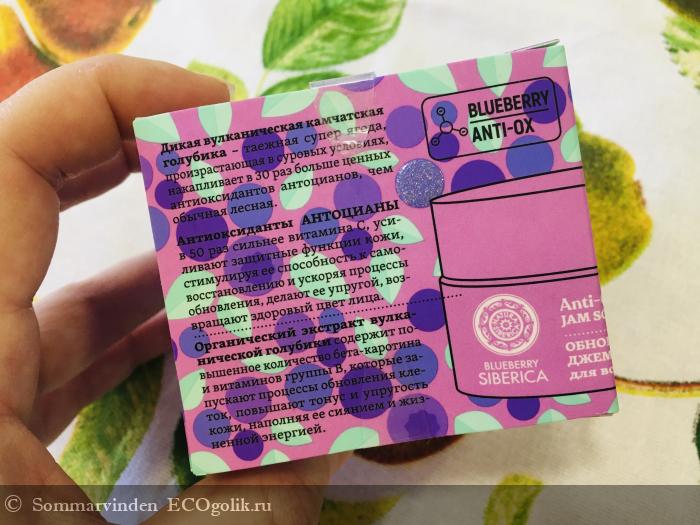 Дикая вулканическая камчатская
голубика – таежная супер ягода,
произрастающая в суровых условиях,
накапливает в 30 раз больше ценных
антиоксидантов антоцианов, чем
обычная лесная.
Антиоксиданты АНТОЦИАНЫ
в 50 раз сильнее витамина С, уси-
ливают защитные функции кожи,
стимулируя ее способность к само-
восстановлению и ускоряя процессы
обновления, делают ее упругой, воз-
вращают здоровый цвет лица.
Органический экстракт вулка-
нической голубики содержит по-
вышенное количество бета-каротина
и витаминов группы В, которые за-
пускают процессы обновления кле-
ток, повышают тонус и упругость
кожи, наполняя ее сиянием и жиз-
ненной энергией.
BLUEBERRY
ANTI-OX
NATURA
SIBERICA
BLUEBERRY
SIBERICA
Anti-
JAM SC
ОБНО
ДЖЕМ
для во
© Sommarvinden ECOgolik.ru